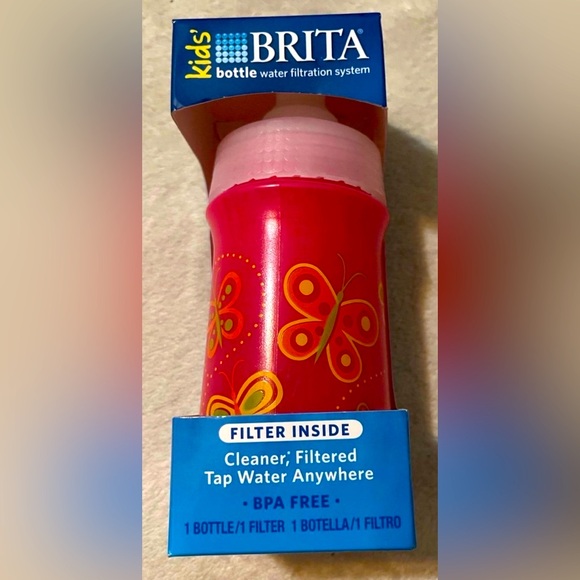 kids'
BRITA®
bottle water filtration system
FILTER INSIDE
Cleaner,* Filtered
Tap Water Anywhere
• BPA FREE •
1 BOTTLE/1 FILTER 1 BOTELLA/1 FILTRO